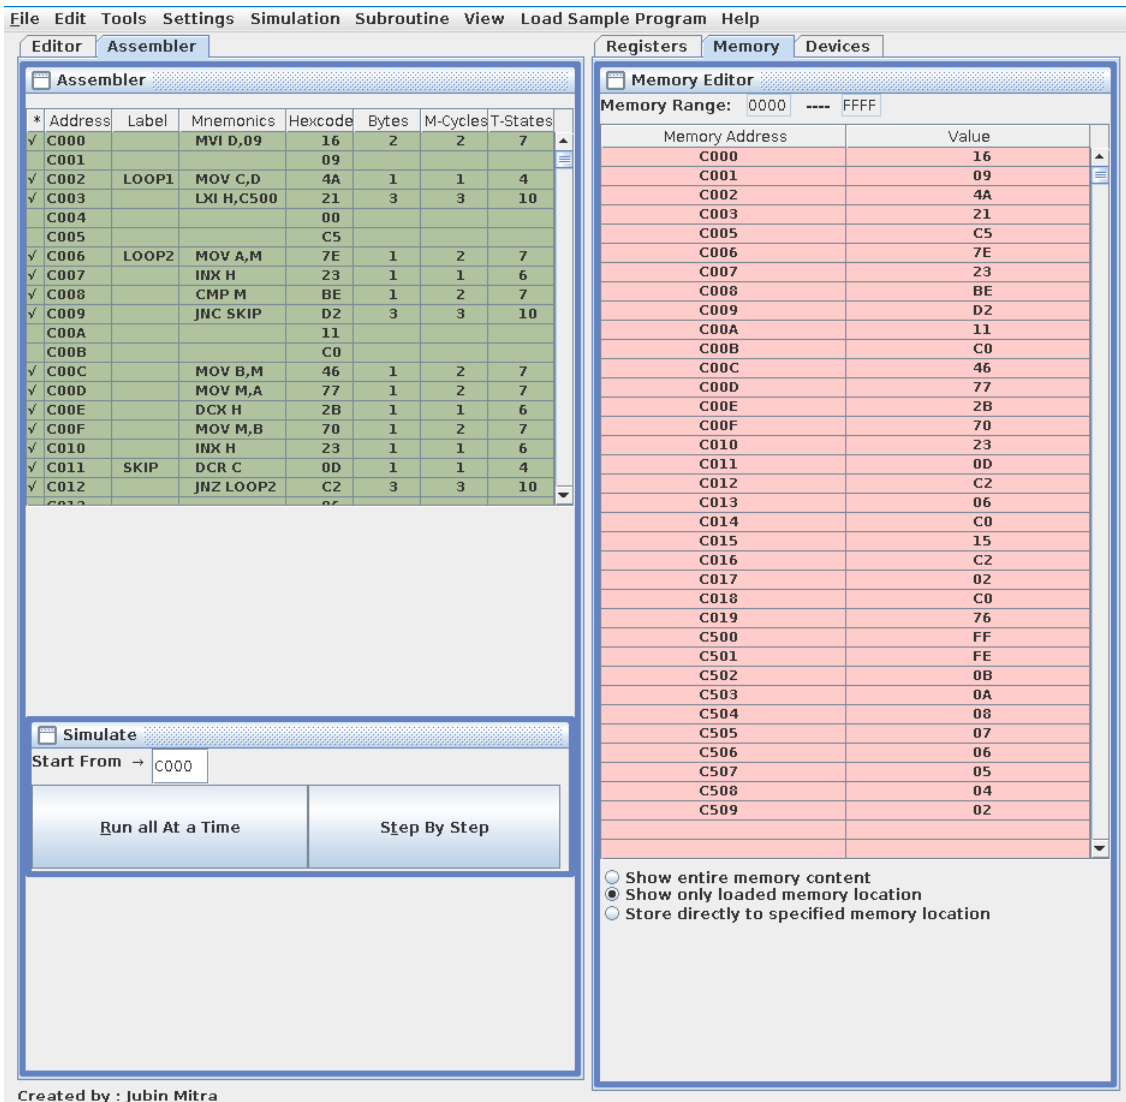 File Edit Tools Settings Simulation Subroutine View Load Sample Program Help
Editor Assembler
Assembler
* Address Label Mnemonics Hexcode Bytes M-Cycles T-States
√ C000 MVI D,09 16 2 2 7
C001 09
√ C002 LOOP1 MOV C,D 4A 1 1 4
√ C003 LXI H,C500 21 3 3 10
C004 00
C005 C5
√ C006 LOOP2 MOV A,M 7E 1 2 7
√ C007 INX H 23 1 1 6
√ C008 CMP M BE 1 2 7
√ C009 JNC SKIP D2 3 3 10
C00A 11
C00B C0
√ C00C MOV B,M 46 1 2 7
√ C00D MOV M,A 77 1 2 7
√ C00E DCX H 2B 1 1 6
√ C00F MOV M,B 70 1 2 7
√ C010 INX H 23 1 1 6
√ C011 SKIP DCR C 0D 1 1 4
√ C012 JNZ LOOP2 C2 3 3 10
Simulate
Start From → C000
Run all At a Time Step By Step
Created by : Jubin Mitra
Registers Memory Devices
Memory Editor
Memory Range: 0000 ---- FFFF
Memory Address Value
C000 16
C001 09
C002 4A
C003 21
C005 C5
C006 7E
C007 23
C008 BE
C009 D2
C00A 11
C00B C0
C00C 46
C00D 77
C00E 2B
C00F 70
C010 23
C011 0D
C012 C2
C013 06
C014 C0
C015 15
C016 C2
C017 02
C018 C0
C019 76
C500 FF
C501 FE
C502 0B
C503 0A
C504 08
C505 07
C506 06
C507 05
C508 04
C509 02
Show entire memory content
Show only loaded memory location
Store directly to specified memory location